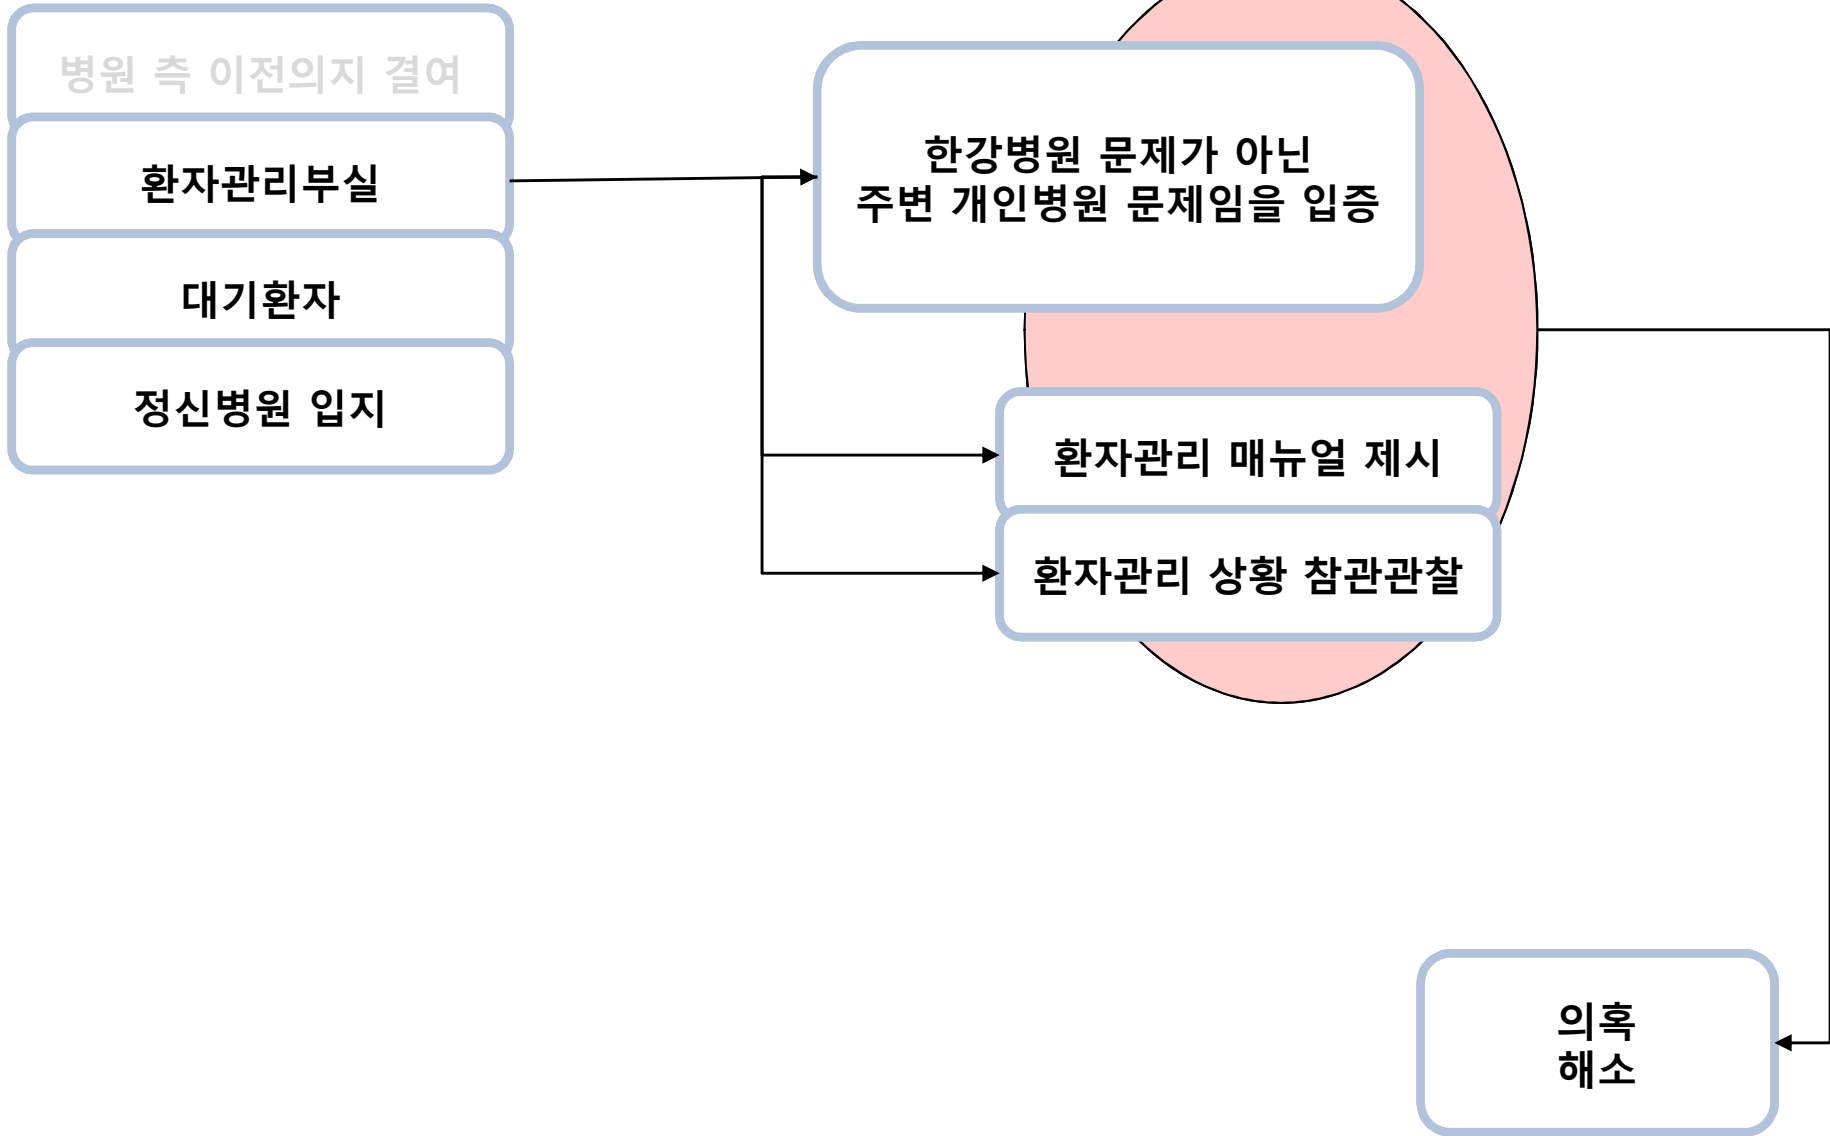 병원 측 이전의지 결여
환자관리부실
대기환자
정신병원 입지
한강병원 문제가 아닌
주변 개인병원 문제임을 입증
환자관리 매뉴얼 제시
환자관리 상황 참관관찰
의혹
해소